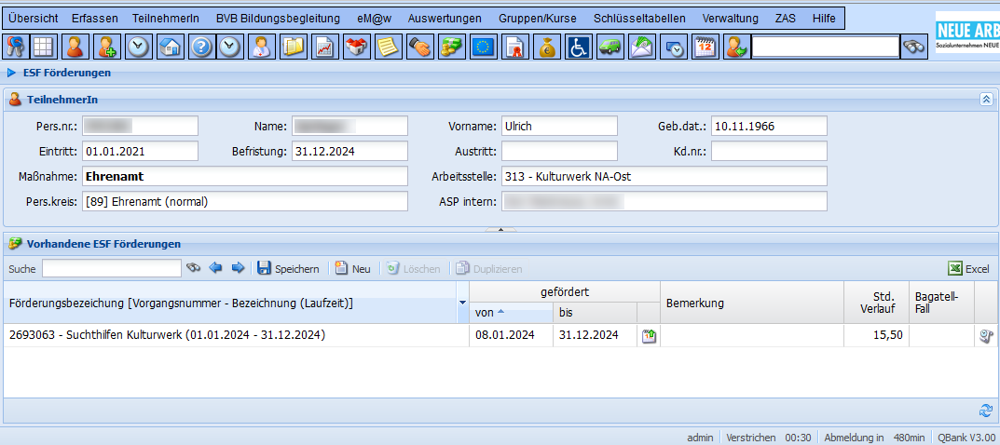 Übersicht Erfassen TeilnehmerIn BVB Bildungsbegleitung eM@w Auswertungen Gruppen/Kurse Schlüsseltabellen Verwaltung ZAS Hilfe
NEUE ARB
Sozialunternehmen NEUE
12
ESF Förderungen
TeilnehmerIn
Pers.nr.: Name: Vorname: Ulrich Geb.dat.: 10.11.1966
Eintritt: 01.01.2021 Befristung: 31.12.2024 Austritt: Kd.nr.:
Maßnahme: Ehrenamt Arbeitsstelle: 313 - Kulturwerk NA-Ost
Pers.kreis: [89] Ehrenamt (normal) ASP intern:
Vorhandene ESF Förderungen
Suche Speichern Neu Löschen Duplizieren Excel
Förderungsbezeichung [Vorgangsnummer - Bezeichnung (Laufzeit)] gefördert Bemerkung Std. Verlauf Bagatell-Fall
von bis
2693063 - Suchthilfen Kulturwerk (01.01.2024 - 31.12.2024) 08.01.2024 31.12.2024 15,50
admin Verstrichen 00:30 Abmeldung in 480min QBank V3.00